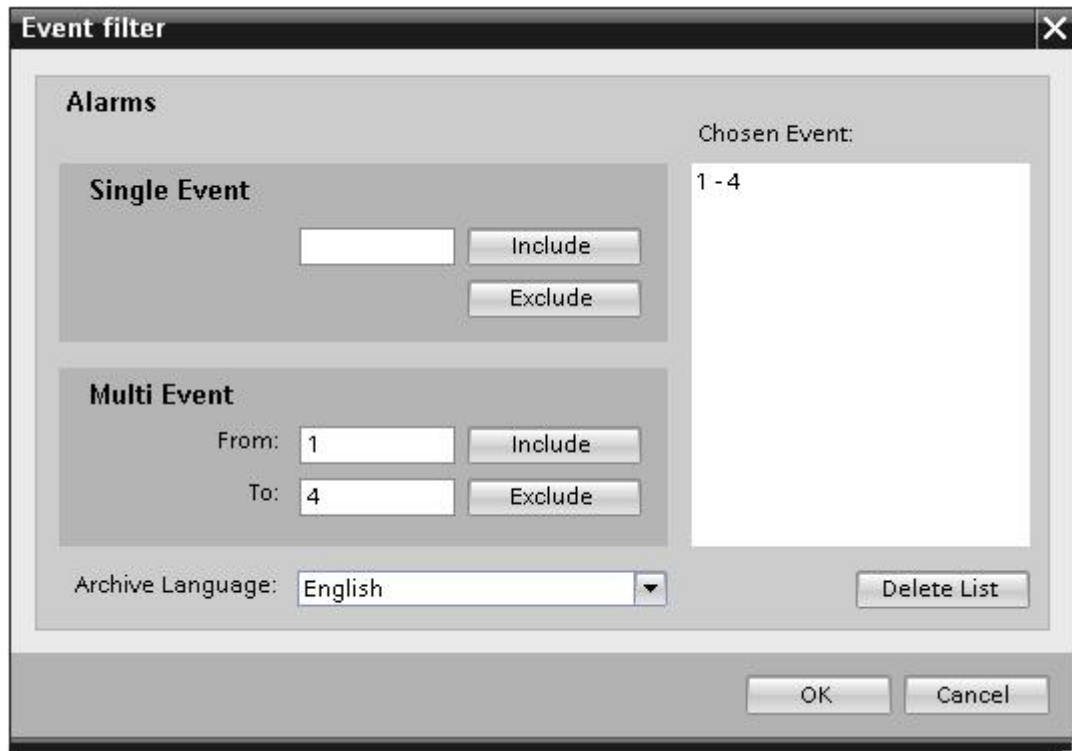 Event filter
Alarms
Chosen Event:
1 - 4
Single Event
Include
Exclude
Multi Event
From: 1 Include
To: 4 Exclude
Archive Language: English
Delete List
OK Cancel